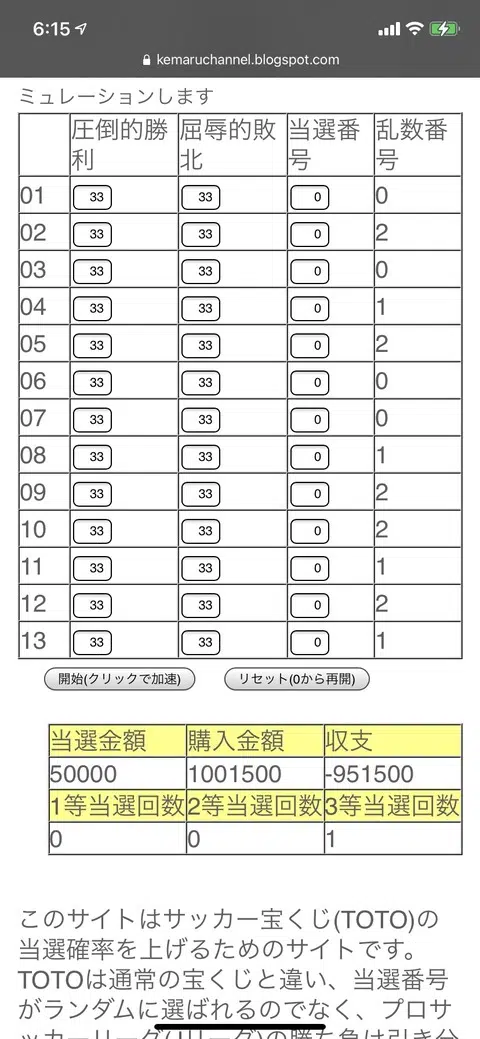 6:15
kemaruchannel.blogspot.com
ミュレーションします
圧倒的勝利 屈辱的敗北 当選番号 乱数番号
01 33 33 0 0
02 33 33 0 2
03 33 33 0 0
04 33 33 0 1
05 33 33 0 2
06 33 33 0 0
07 33 33 0 0
08 33 33 0 1
09 33 33 0 2
10 33 33 0 2
11 33 33 0 1
12 33 33 0 2
13 33 33 0 1
開始(クリックで加速) リセット(0から再開)
当選金額 購入金額 収支
50000 1001500 -951500
1等当選回数 2等当選回数 3等当選回数
0 0 1
このサイトはサッカー宝くじ(TOTO)の
当選確率を上げるためのサイトです。
TOTOは通常の宝くじと違い、当選番号
がランダムに選ばれるのでなく、プロサ
ッカーリーグ(Jリーグ)の勝ち負け引き分